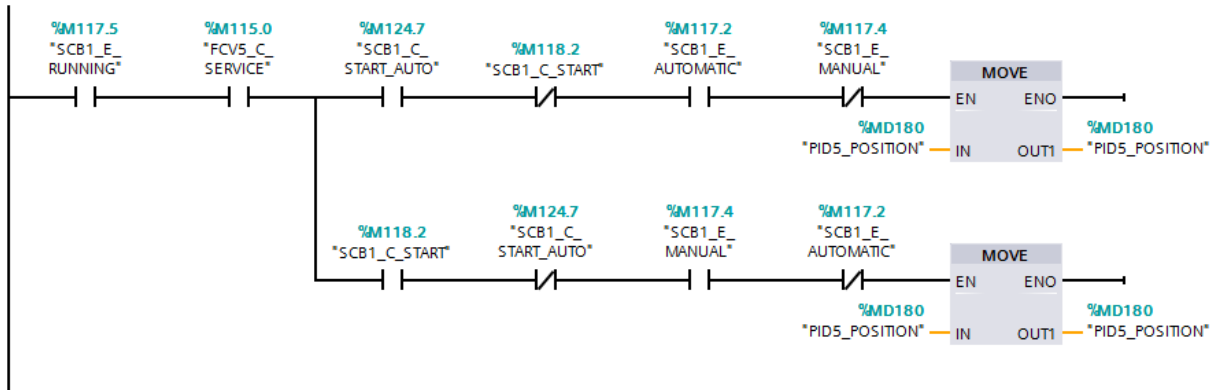 %M117.5 %M115.0 %M124.7 %M117.2 %M117.4
"SCB1_E_ "FCV5_C_ "SCB1_C_ %M118.2 "SCB1_E_ "SCB1_E_
RUNNING" SERVICE" START_AUTO" "SCB1_C_START" AUTOMATIC" MANUAL"
MOVE
EN ENO
%MD180 %MD180
"PID5_POSITION" IN OUT1 "PID5_POSITION"
%M124.7 %M117.4 %M117.2
%M118.2 "SCB1_C_ "SCB1_E_ "SCB1_E_
"SCB1_C_START" START_AUTO" MANUAL" AUTOMATIC"
MOVE
EN ENO
%MD180 %MD180
"PID5_POSITION" IN OUT1 "PID5_POSITION"